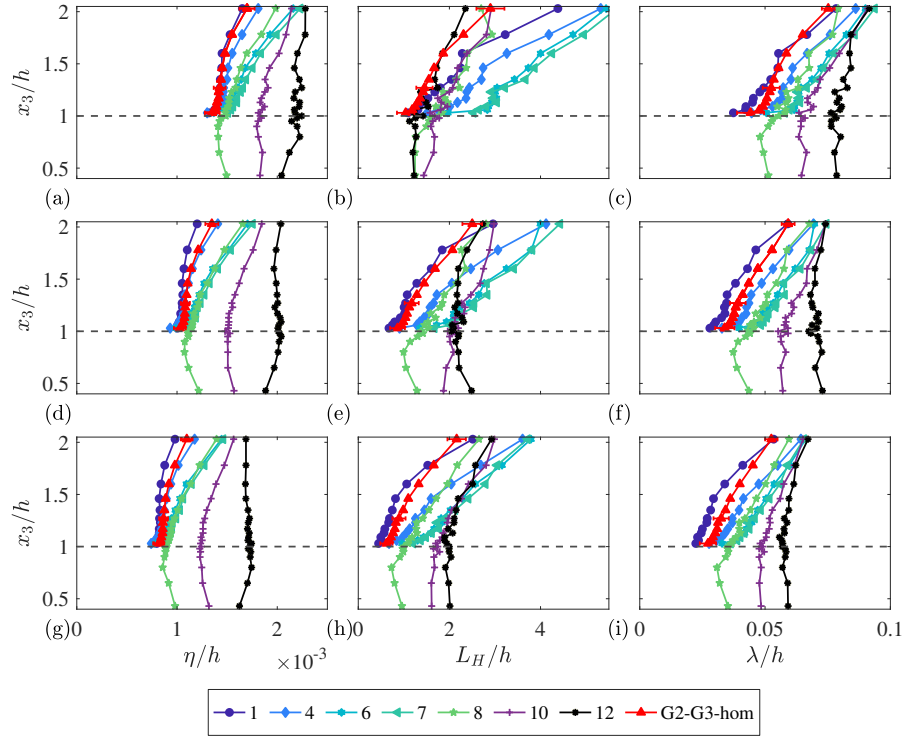 2
1.5
1
0.5
x₃/h
(a)
(b)
(c)
2
1.5
1
0.5
x₃/h
(d)
(e)
(f)
2
1.5
1
0.5
x₃/h
(g)
(h)
(i)
0 1 2
0 2 4
0 0.05 0.1
η/h ×10⁻³
L_H/h
λ/h
1 4 6 7 8 10 12 G2-G3-hom